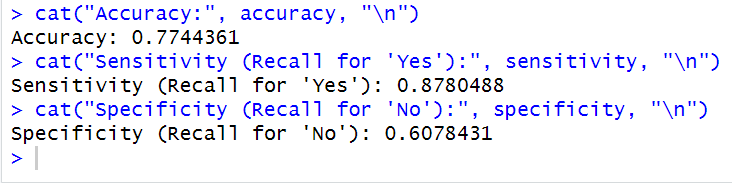 > cat("Accuracy:", accuracy, "\n")
Accuracy: 0.7744361
> cat("Sensitivity (Recall for 'Yes'):", sensitivity, "\n")
Sensitivity (Recall for 'Yes'): 0.8780488
> cat("Specificity (Recall for 'No'):", specificity, "\n")
Specificity (Recall for 'No'): 0.6078431
>